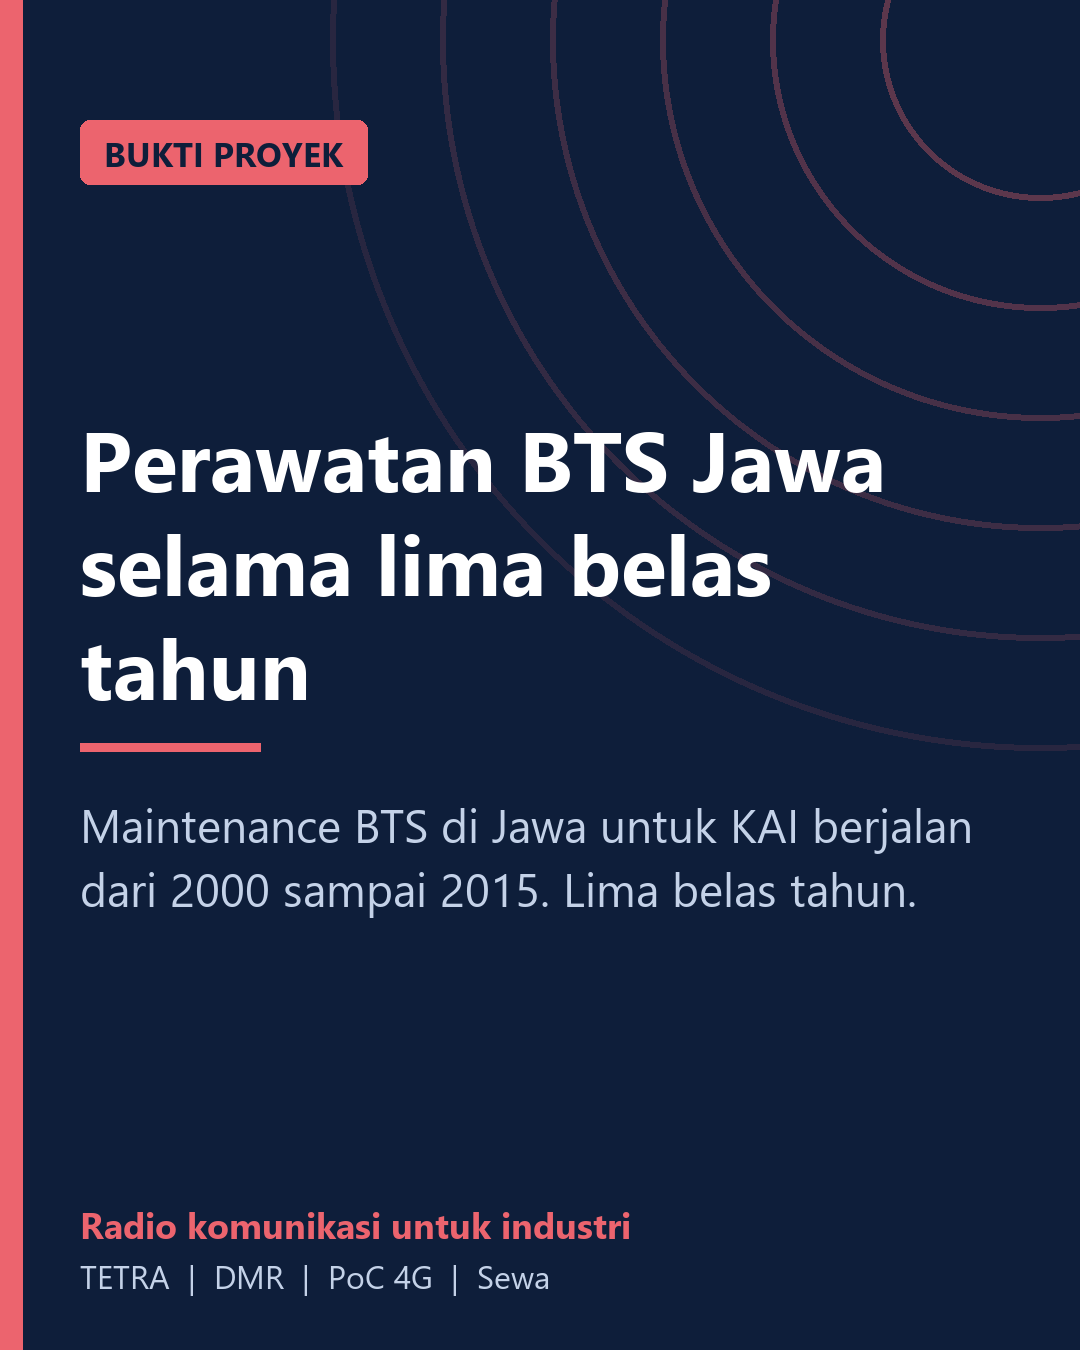 BUKTI PROYEK
Perawatan BTS Jawa
selama lima belas
tahun
Maintenance BTS di Jawa untuk KAI berjalan
dari 2000 sampai 2015. Lima belas tahun.
Radio komunikasi untuk industri
TETRA | DMR | PoC 4G | Sewa